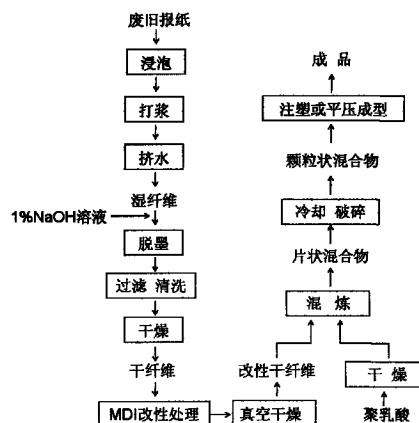 废旧报纸
浸泡
打浆
挤水
湿纤维
1%NaOH溶液
脱墨
过滤 清洗
干燥
干纤维
MDI改性处理
真空干燥
改性干纤维
聚乳酸
干 燥
混 炼
片状混合物
冷却 破碎
颗粒状混合物
注塑或平压成型
成 品